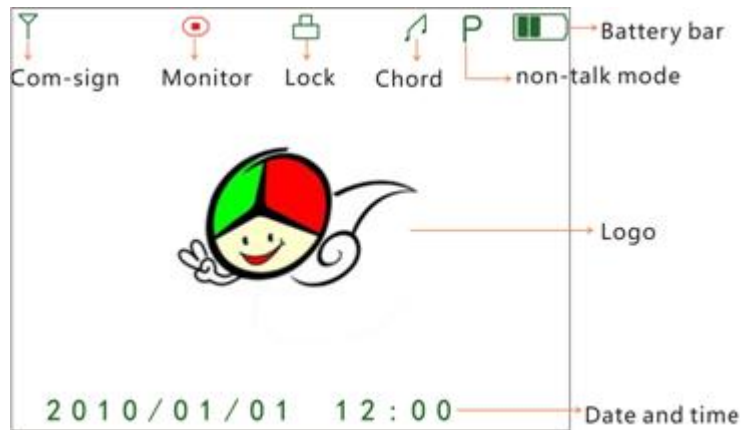 P
Battery bar
Com-sign Monitor Lock Chord non-talk mode
Logo
2010/01/01 12:00
Date and time